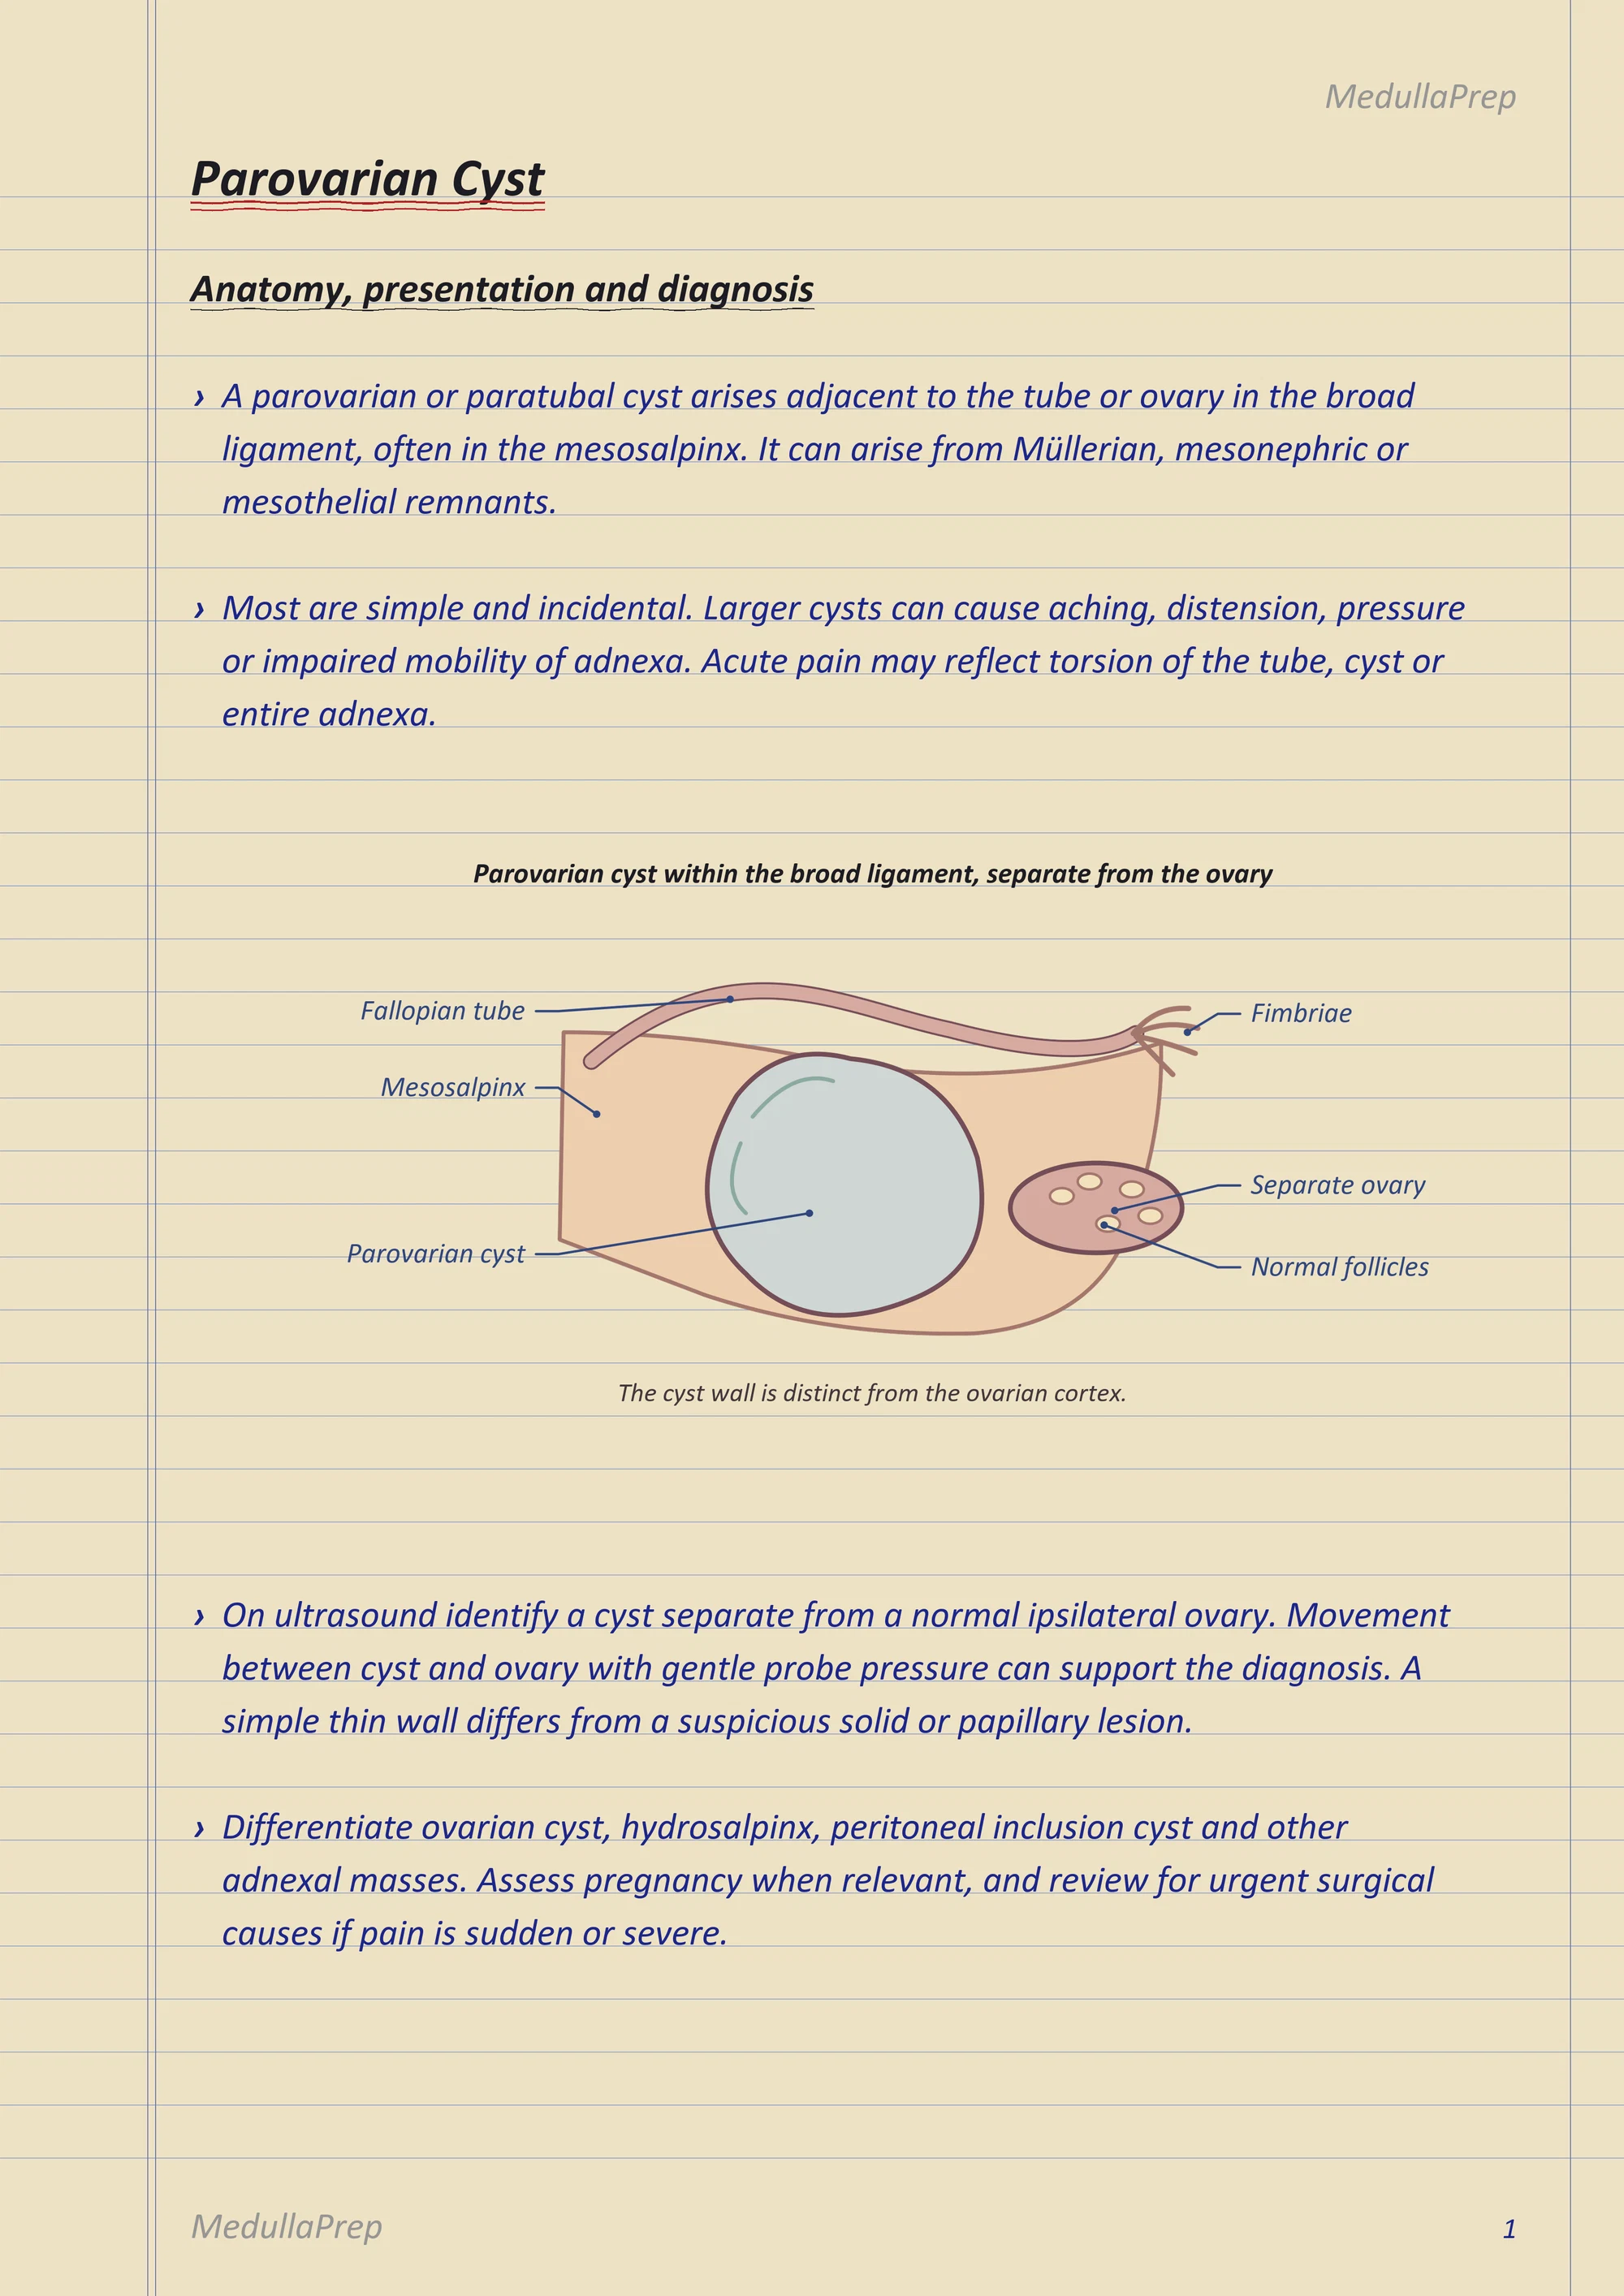 MedullaPrep
Parovarian Cyst
Anatomy, presentation and diagnosis
› A parovarian or paratubal cyst arises adjacent to the tube or ovary in the broad
ligament, often in the mesosalpinx. It can arise from Müllerian, mesonephric or
mesothelial remnants.
› Most are simple and incidental. Larger cysts can cause aching, distension, pressure
or impaired mobility of adnexa. Acute pain may reflect torsion of the tube, cyst or
entire adnexa.
Parovarian cyst within the broad ligament, separate from the ovary
Fallopian tube
Fimbriae
Mesosalpinx
Separate ovary
Parovarian cyst
Normal follicles
The cyst wall is distinct from the ovarian cortex.
› On ultrasound identify a cyst separate from a normal ipsilateral ovary. Movement
between cyst and ovary with gentle probe pressure can support the diagnosis. A
simple thin wall differs from a suspicious solid or papillary lesion.
› Differentiate ovarian cyst, hydrosalpinx, peritoneal inclusion cyst and other
adnexal masses. Assess pregnancy when relevant, and review for urgent surgical
causes if pain is sudden or severe.
MedullaPrep
1